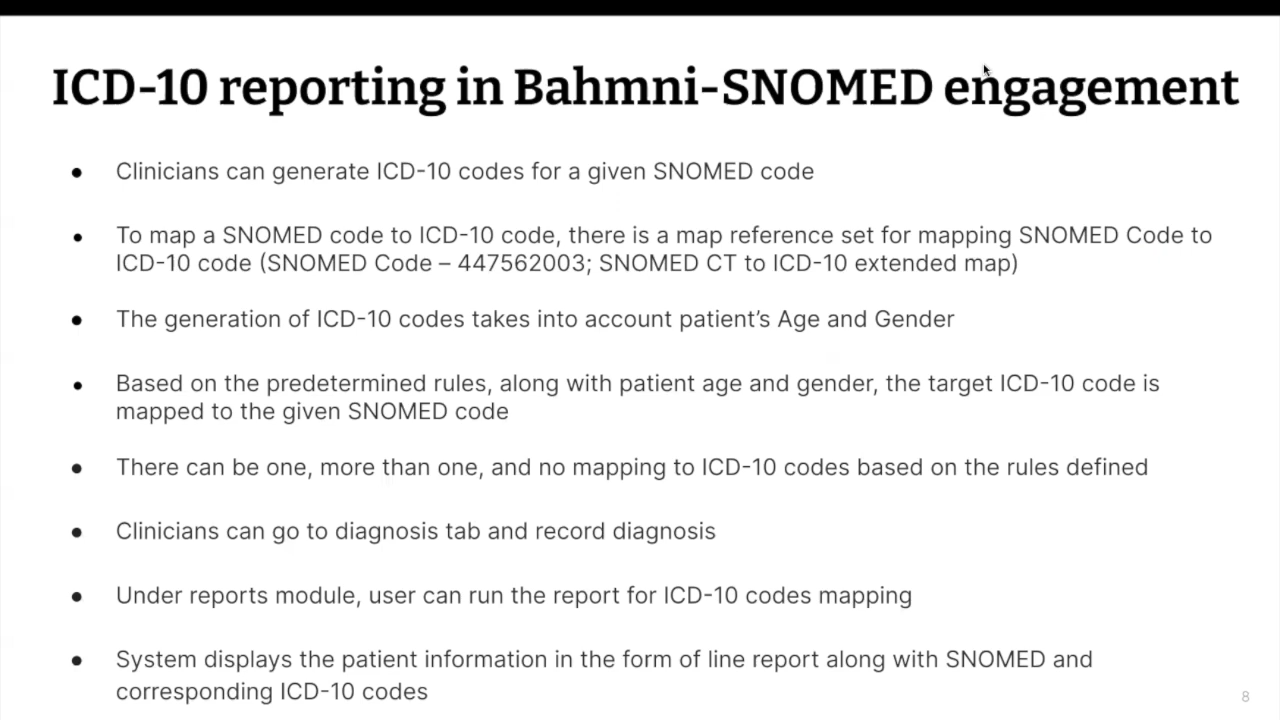 ICD-10 reporting in Bahmni-SNOMED engagement
● Clinicians can generate ICD-10 codes for a given SNOMED code
● To map a SNOMED code to ICD-10 code, there is a map reference set for mapping SNOMED Code to
ICD-10 code (SNOMED Code – 447562003; SNOMED CT to ICD-10 extended map)
● The generation of ICD-10 codes takes into account patient’s Age and Gender
● Based on the predetermined rules, along with patient age and gender, the target ICD-10 code is
mapped to the given SNOMED code
● There can be one, more than one, and no mapping to ICD-10 codes based on the rules defined
● Clinicians can go to diagnosis tab and record diagnosis
● Under reports module, user can run the report for ICD-10 codes mapping
● System displays the patient information in the form of line report along with SNOMED and
corresponding ICD-10 codes
8